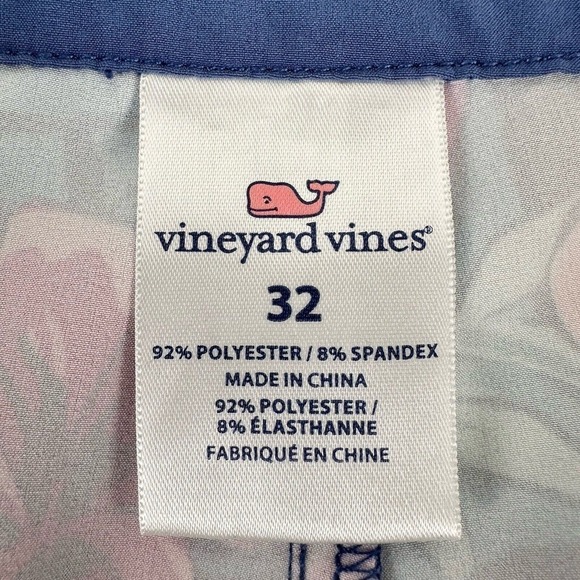 vineyard vines®
32
92% POLYESTER / 8% SPANDEX
MADE IN CHINA
92% POLYESTER /
8% ÉLASTHANNE
FABRIQUÉ EN CHINE